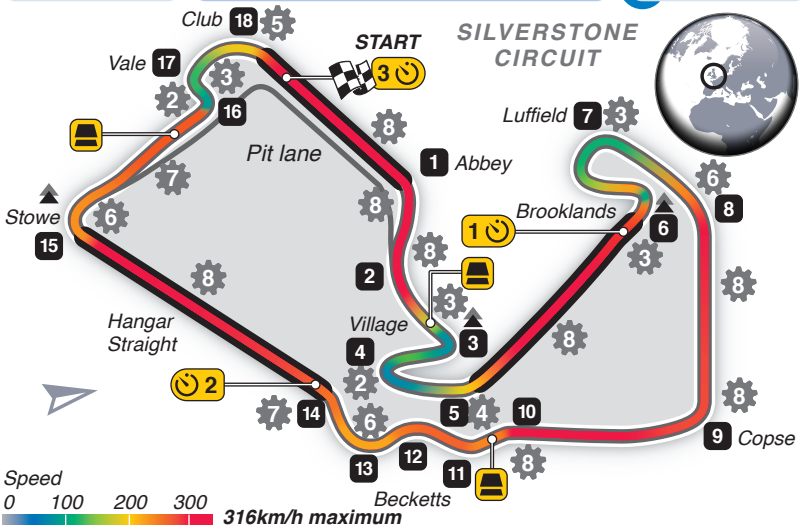 Club 18 5
START
SILVERSTONE
CIRCUIT
Vale 17
3
3
2
16
8
Luffield 7 3
Pit lane
7
1 Abbey
6
8
Stowe
6
15
8
Brooklands
1
6
8
3
2
8
8
3
Hangar
Straight
Village
3
4
8
2
2
7
14
6
5 4
10
8
9 Copse
13
12
11
8
Becketts
Speed
0 100 200 300
316km/h maximum